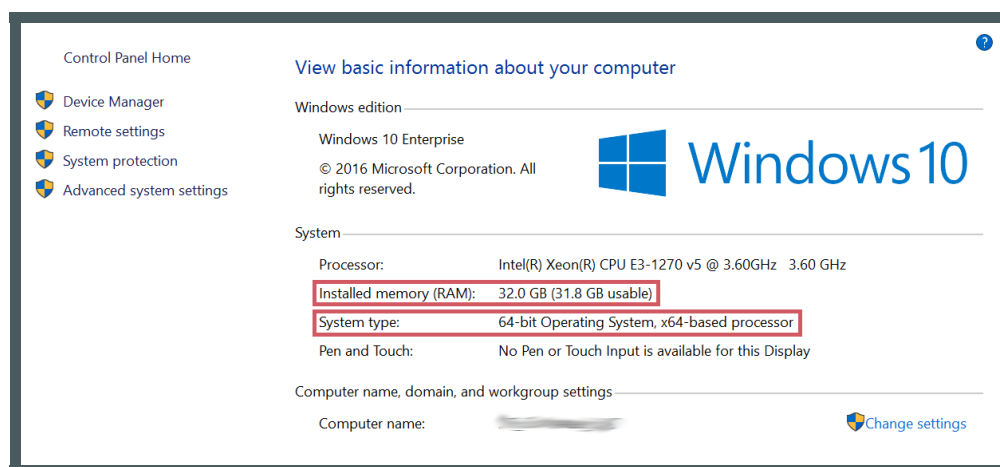 ?
Control Panel Home
Device Manager
Remote settings
System protection
Advanced system settings
View basic information about your computer
Windows edition
Windows 10 Enterprise
© 2016 Microsoft Corporation. All
rights reserved.
Windows 10
System
Processor: Intel(R) Xeon(R) CPU E3-1270 v5 @ 3.60GHz 3.60 GHz
Installed memory (RAM): 32.0 GB (31.8 GB usable)
System type: 64-bit Operating System, x64-based processor
Pen and Touch: No Pen or Touch Input is available for this Display
Computer name, domain, and workgroup settings
Computer name:
Change settings